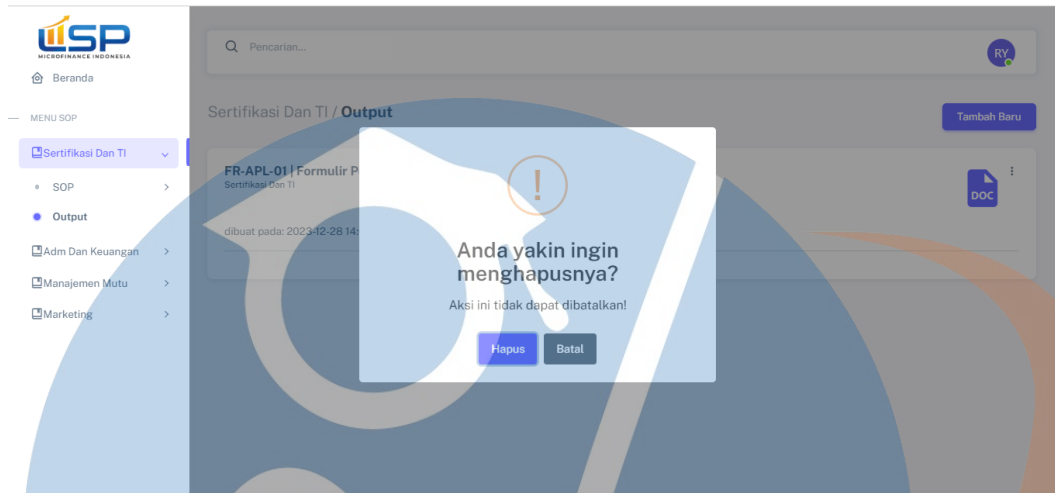 LSP
MICROFINANCE INDONESIA
Beranda
MENU SOP
Sertifikasi Dan TI
SOP
Output
Adm Dan Keuangan
Manajemen Mutu
Marketing
Pencarian...
RY
Sertifikasi Dan TI / Output
Tambah Baru
FR-APL-01 | Formulir P
Sertifikasi Dan TI
DOC
dibuat pada: 2023-12-28 14:
!
Anda yakin ingin
menghapusnya?
Aksi ini tidak dapat dibatalkan!
Hapus
Batal